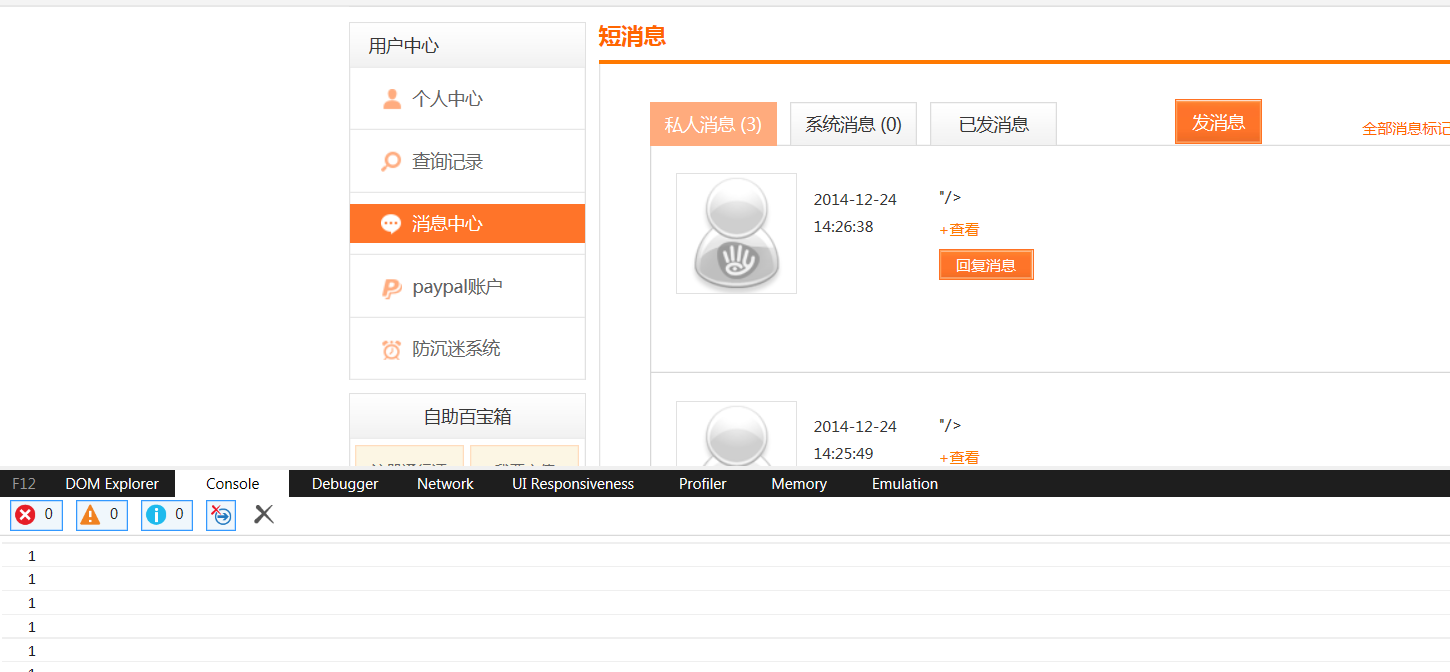 用户中心
个人中心
查询记录
消息中心
paypal账户
防沉迷系统
自助百宝箱
短消息
私人消息 (3)
系统消息 (0)
已发消息
发消息
全部消息标记
2014-12-24
14:26:38
"/>
+查看
回复消息
2014-12-24
14:25:49
"/>
+查看
F12 DOM Explorer Console Debugger Network UI Responsiveness Profiler Memory Emulation
0 0 0
1
1
1
1
1